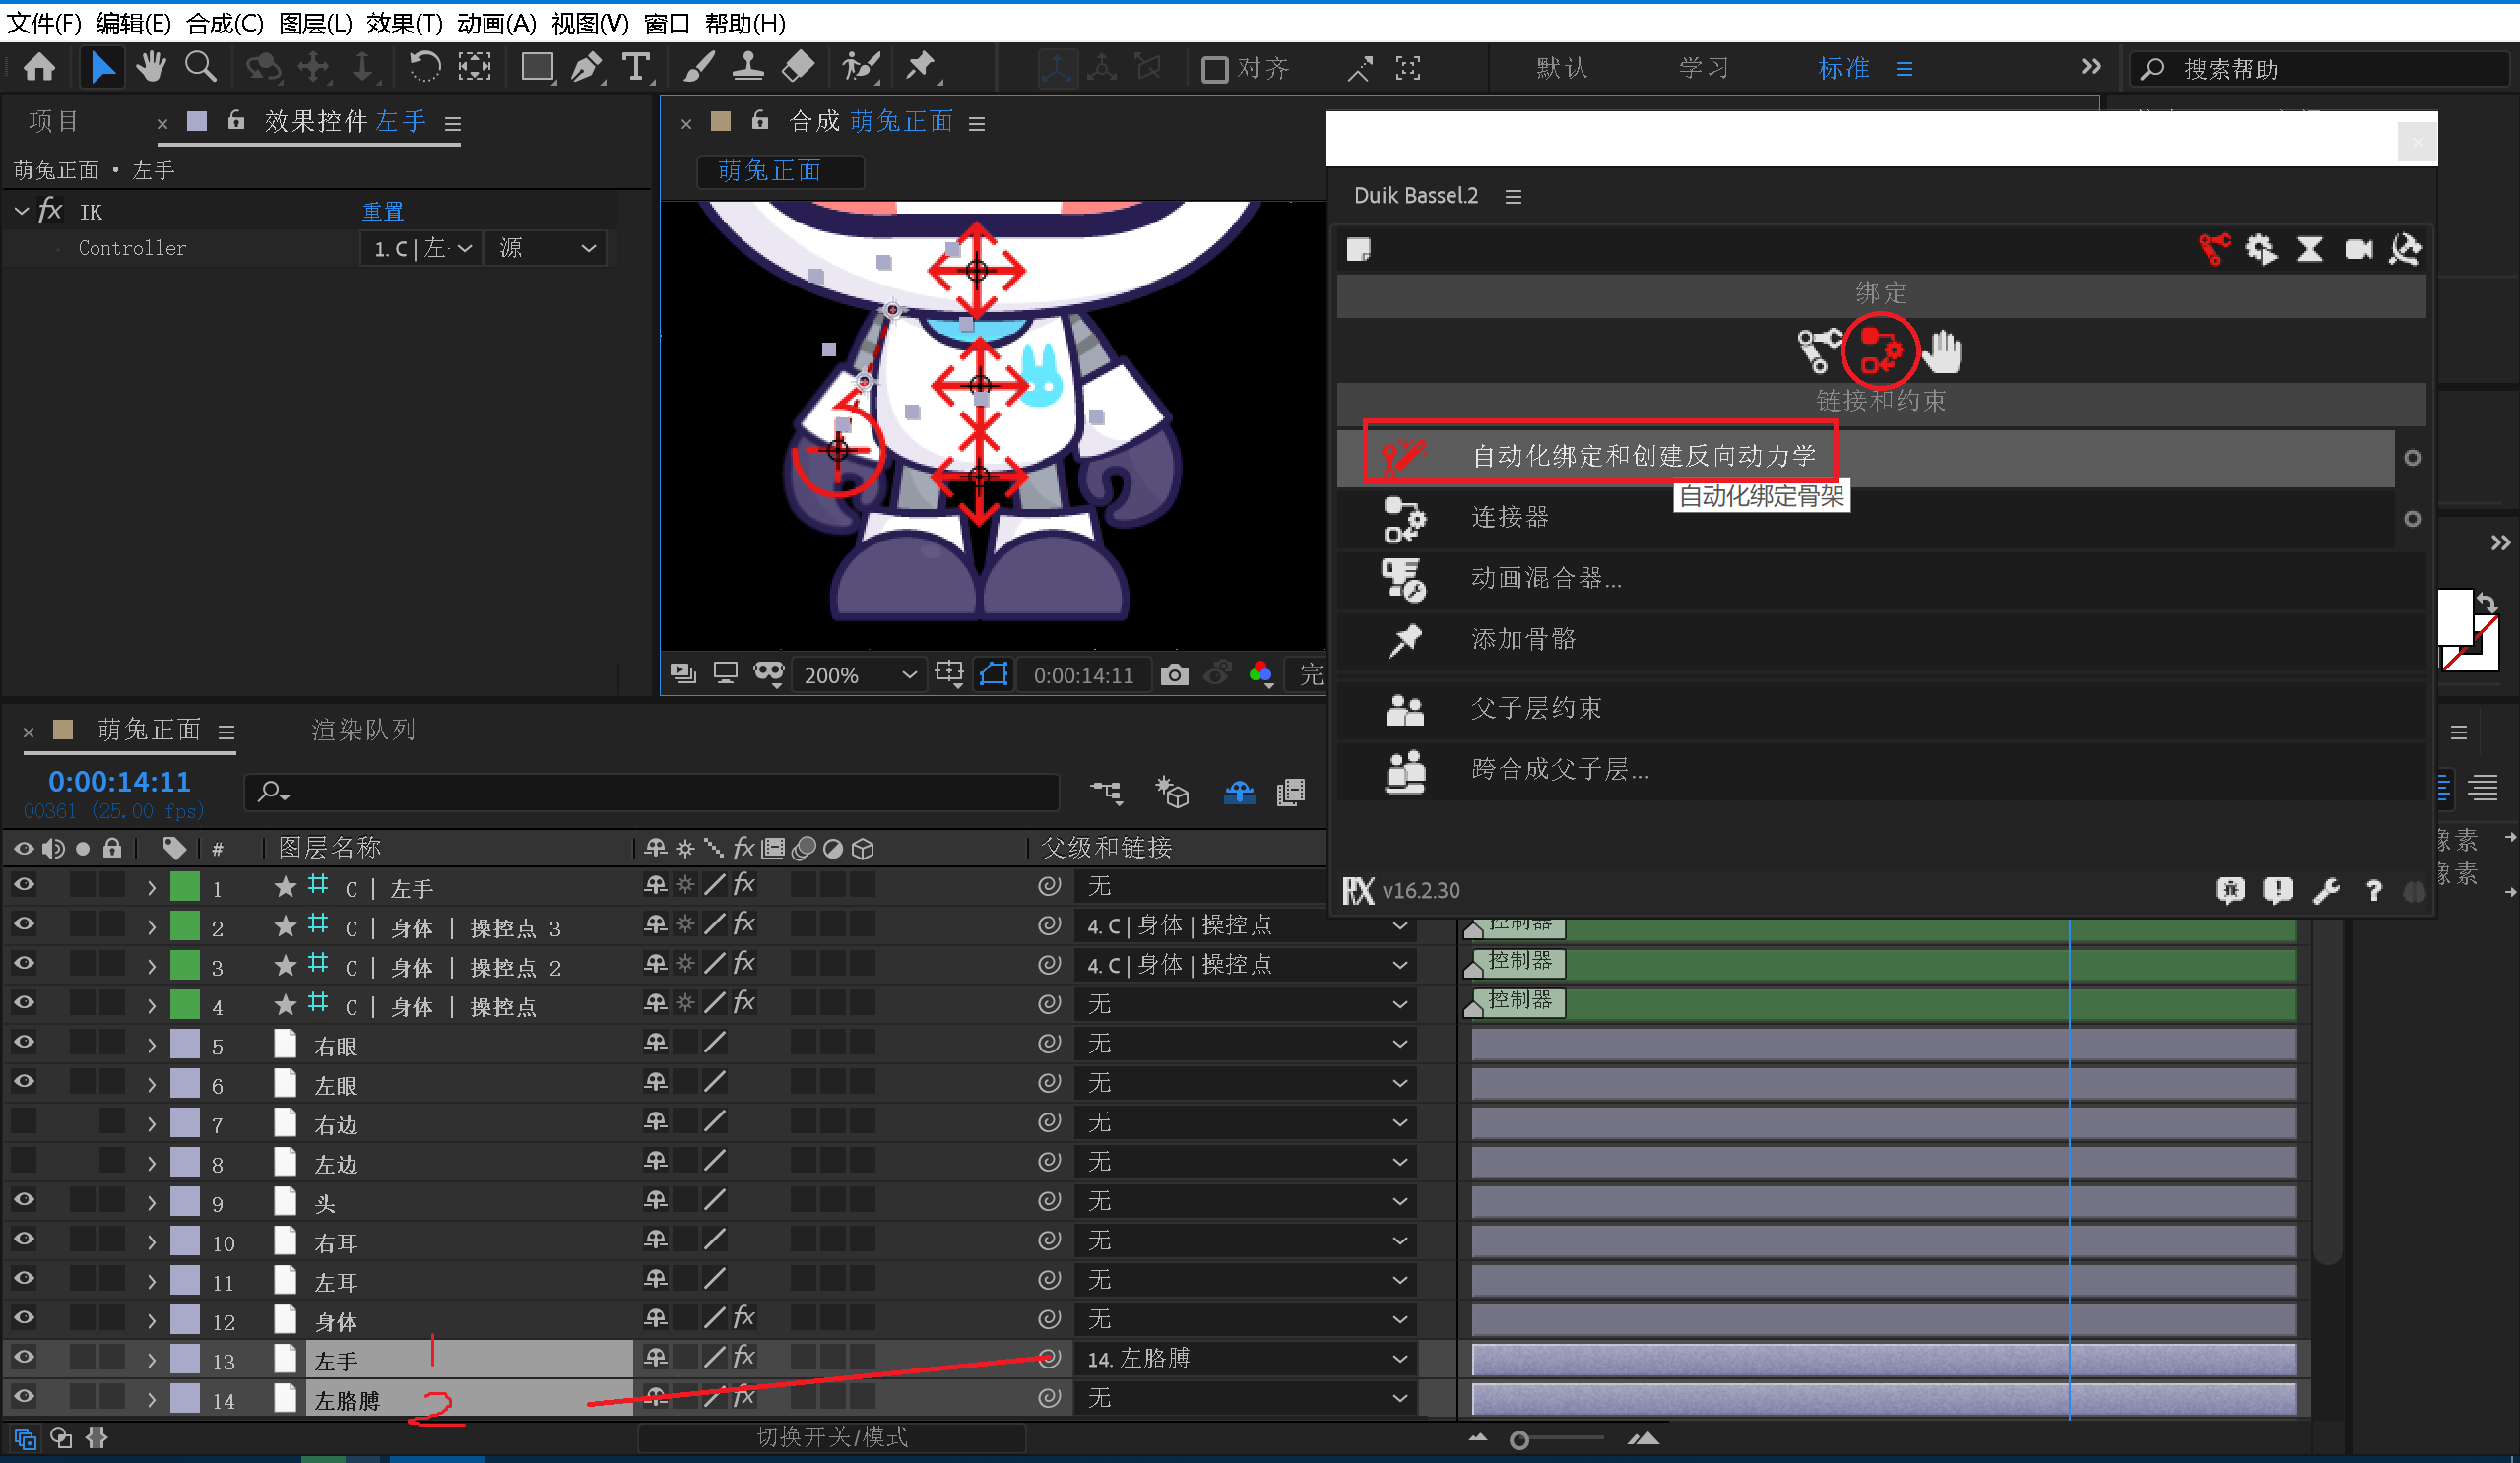 文件(F) 编辑(E) 合成(C) 图层(L) 效果(T) 动画(A) 视图(V) 窗口 帮助(H)
对齐 默认 学习 标准 搜索帮助
项目 效果控件 左手
萌兔正面 • 左手
fx IK 重置
Controller 1. C | 左· 源
合成 萌兔正面
萌兔正面
200% 0:00:14:11 完
Duik Bassel.2
绑定
链接和约束
自动化绑定和创建反向动力学
自动化绑定骨架
连接器
动画混合器...
添加骨骼
父子层约束
跨合成父子层...
v16.2.30
像素
像素
萌兔正面 渲染队列
0:00:14:11
00361 (25.00 fps)
# 图层名称 fx 父级和链接
1 C | 左手 fx 无
2 C | 身体 | 操控点 3 fx 4. C | 身体 | 操控点 控制器
3 C | 身体 | 操控点 2 fx 4. C | 身体 | 操控点 控制器
4 C | 身体 | 操控点 fx 无 控制器
5 右眼 无
6 左眼 无
7 右边 无
8 左边 无
9 头 无
10 右耳 无
11 左耳 无
12 身体 fx 无
13 左手 1 fx 14. 左胳膊
14 左胳膊 2 fx 无
切换开关/模式